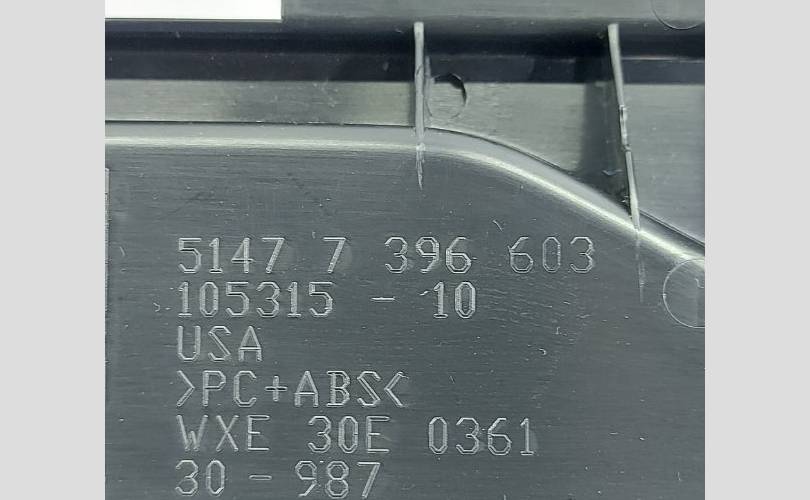 5147 7 396 603
105315 - 10
USA
>PC+ABS<
WXE 30E 0361
30 - 987